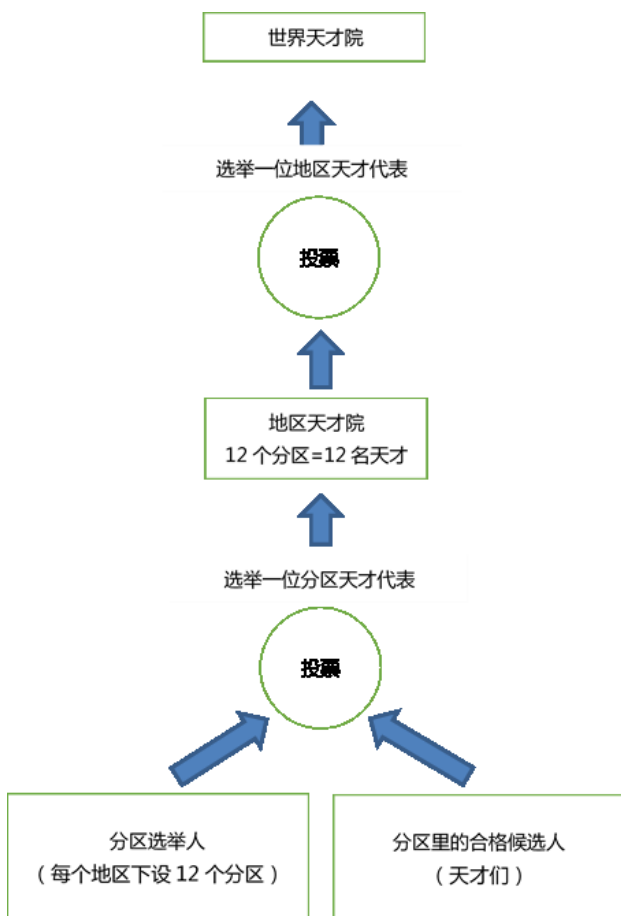 世界天才院
选举一位地区天才代表
投票
地区天才院
12 个分区=12 名天才
选举一位分区天才代表
投票
分区选举人
（每个地区下设 12 个分区）
分区里的合格候选人
（天才们）